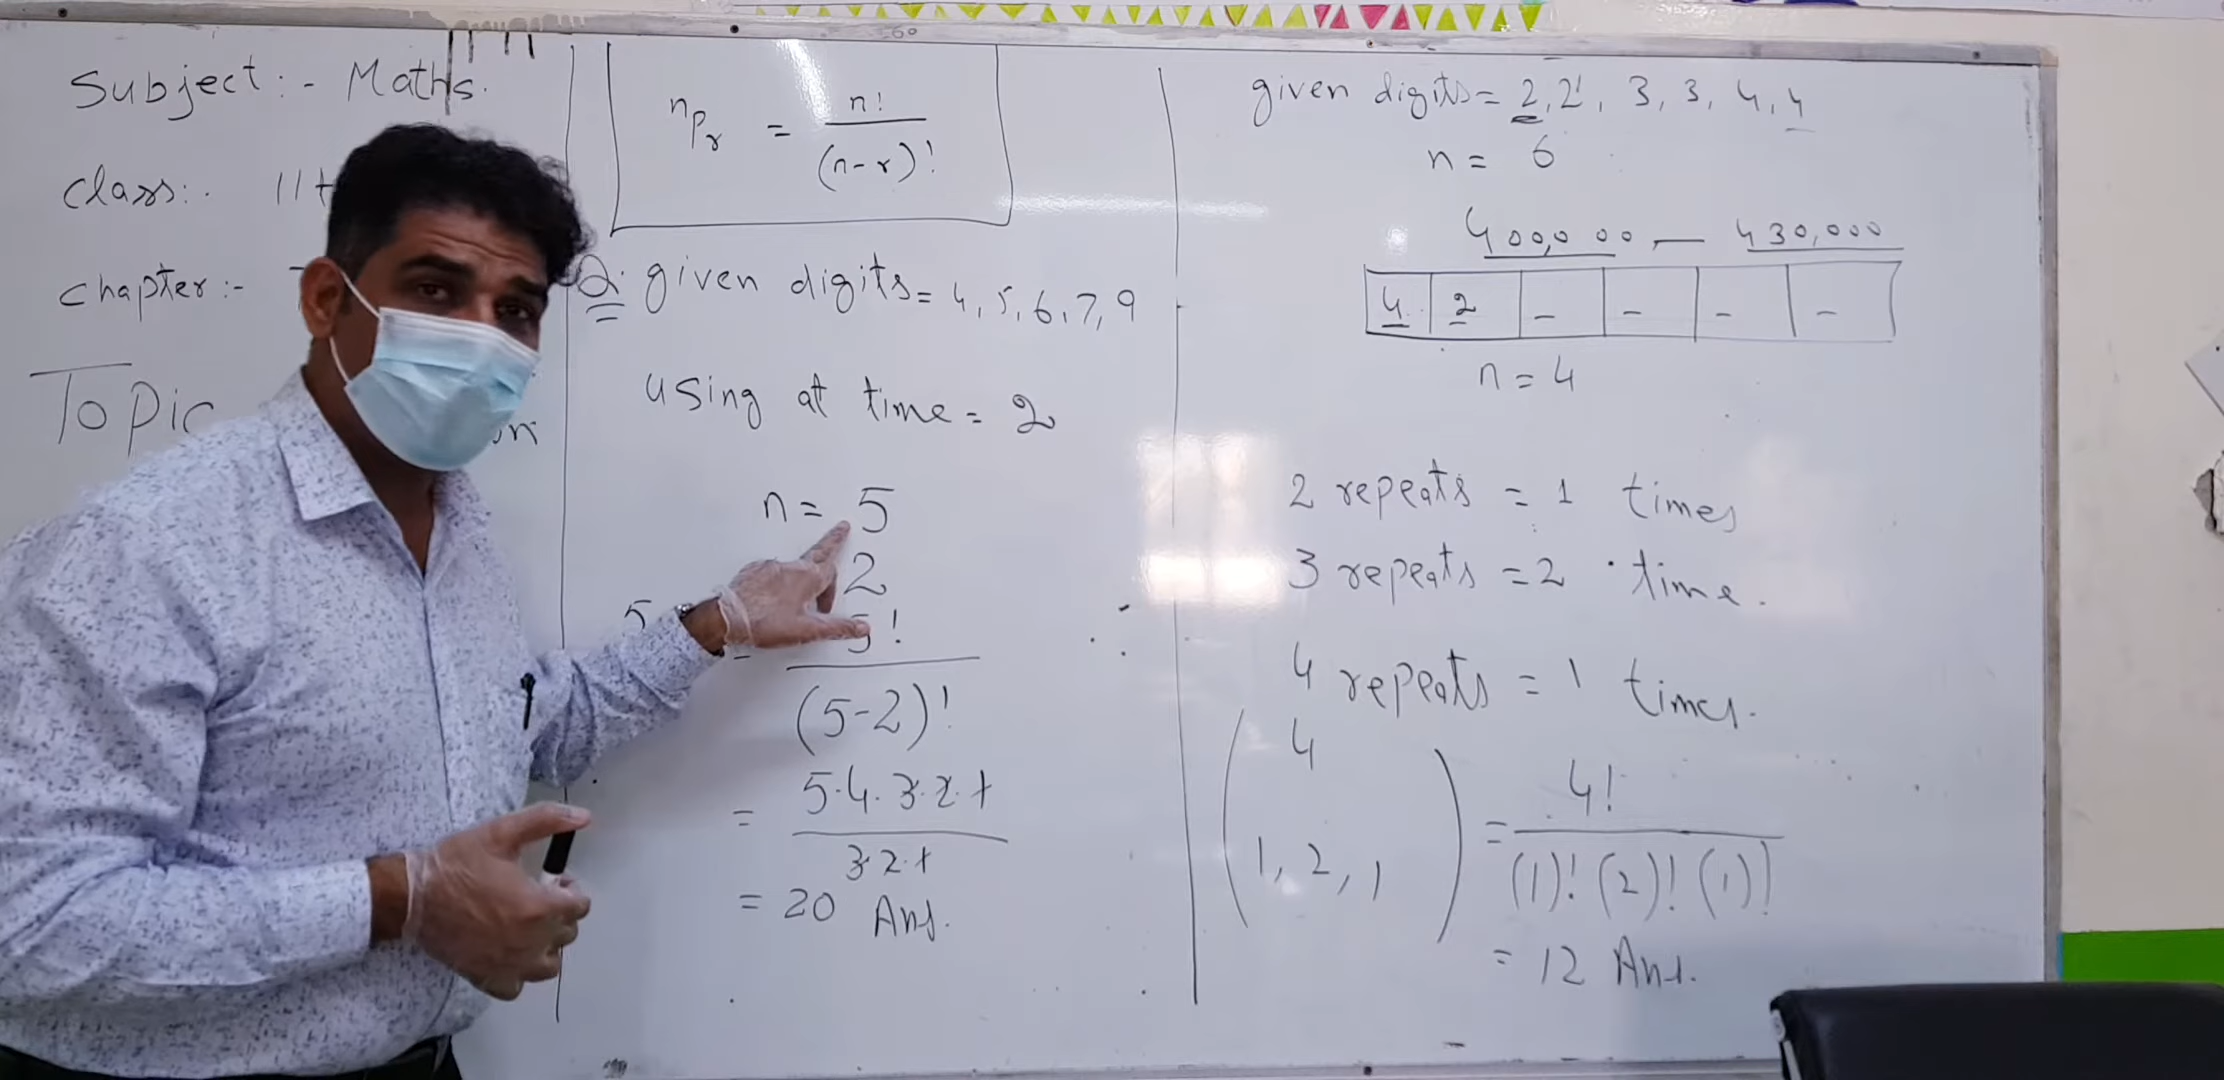 Subject:- Maths.
class:. 11t
chapter:-
Topic
nPr = n!
(n-r)!
Q. given digits = 4, 5, 6, 7, 9
using at time = 2
n = 5
2
5
= 5!
(5-2)!
= 5.4.3.2.1
3.2.1
= 20 Ans.
given digits = 2, 2, 3, 3, 4, 4
n = 6
400,000 — 430,000
4 2 _ _ _ _
n = 4
2 repeats = 1 times
3 repeats = 2 time.
4 repeats = 1 times.
(4
1, 2, 1) = 4!
(1)! (2)! (1)!
= 12 Ans.